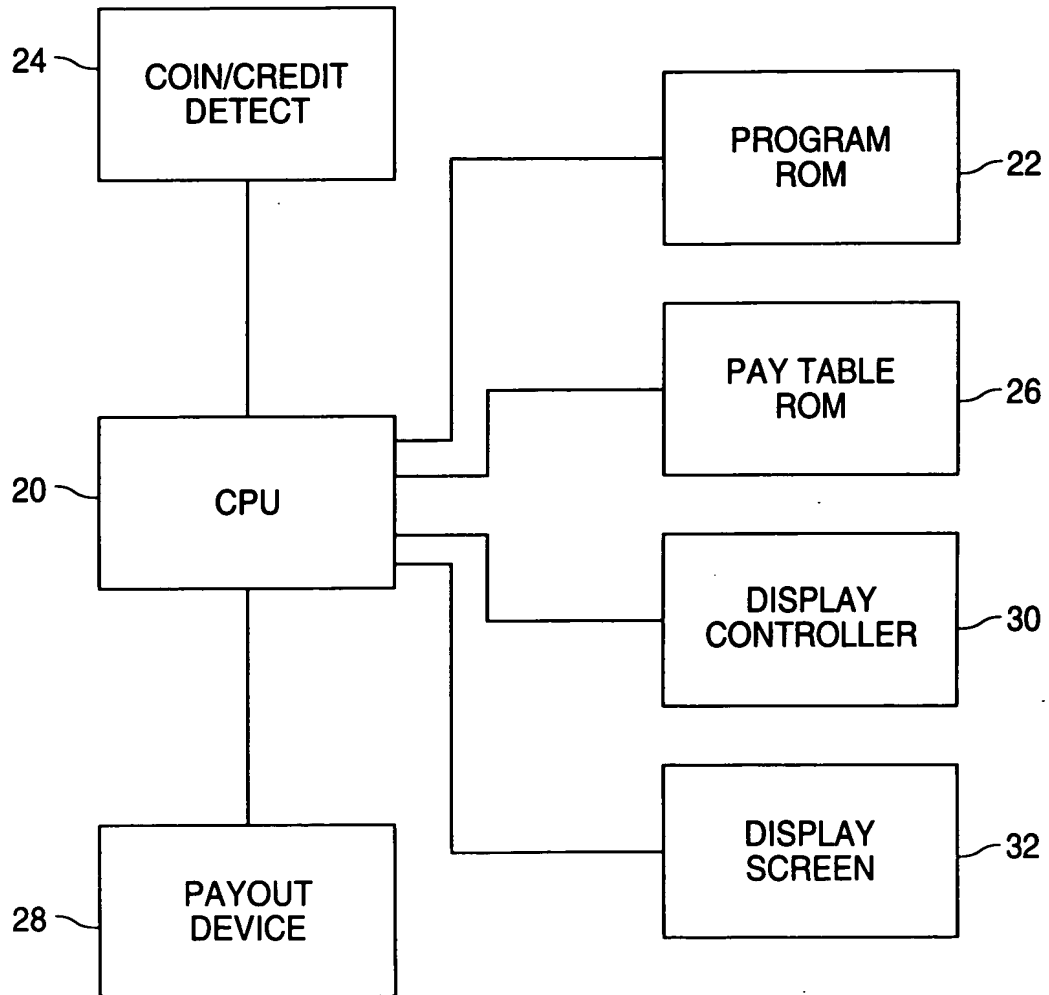 24
COIN/CREDIT
DETECT
PROGRAM
ROM
22
PAY TABLE
ROM
26
20
CPU
DISPLAY
CONTROLLER
30
DISPLAY
SCREEN
32
28
PAYOUT
DEVICE